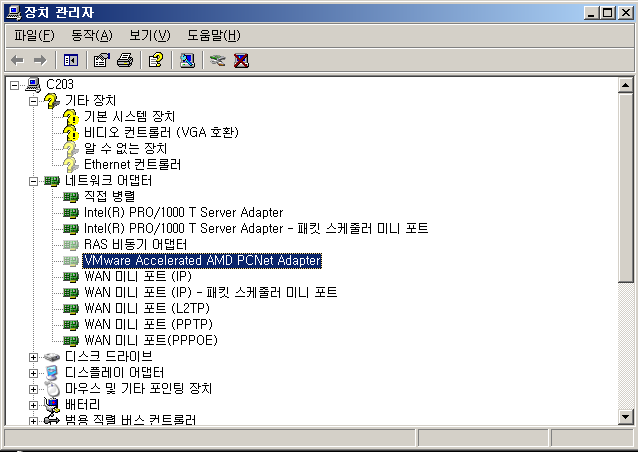 장치 관리자
파일(F) 동작(A) 보기(V) 도움말(H)
C203
기타 장치
기본 시스템 장치
비디오 컨트롤러 (VGA 호환)
알 수 없는 장치
Ethernet 컨트롤러
네트워크 어댑터
직접 병렬
Intel(R) PRO/1000 T Server Adapter
Intel(R) PRO/1000 T Server Adapter - 패킷 스케줄러 미니 포트
RAS 비동기 어댑터
VMware Accelerated AMD PCNet Adapter
WAN 미니 포트 (IP)
WAN 미니 포트 (IP) - 패킷 스케줄러 미니 포트
WAN 미니 포트 (L2TP)
WAN 미니 포트 (PPTP)
WAN 미니 포트(PPPOE)
디스크 드라이브
디스플레이 어댑터
마우스 및 기타 포인팅 장치
배터리
범용 직렬 버스 컨트롤러